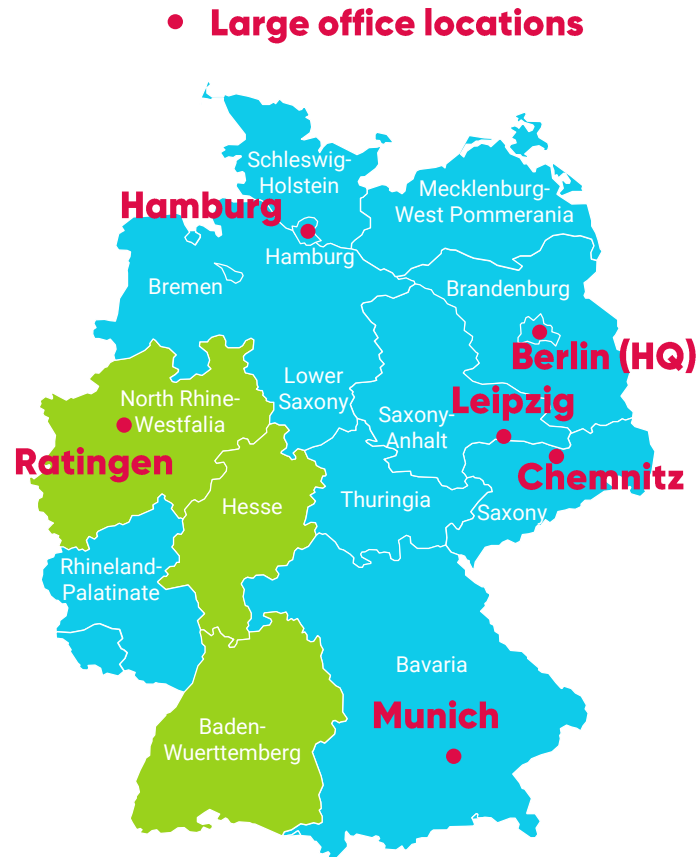 • Large office locations
Schleswig-
Holstein
Mecklenburg-
West Pommerania
Hamburg
Hamburg
Bremen
Brandenburg
Berlin (HQ)
Lower
Saxony
North Rhine-
Westfalia
Leipzig
Saxony-
Anhalt
Ratingen
Chemnitz
Hesse
Thuringia
Saxony
Rhineland-
Palatinate
Bavaria
Munich
Baden-
Wuerttemberg